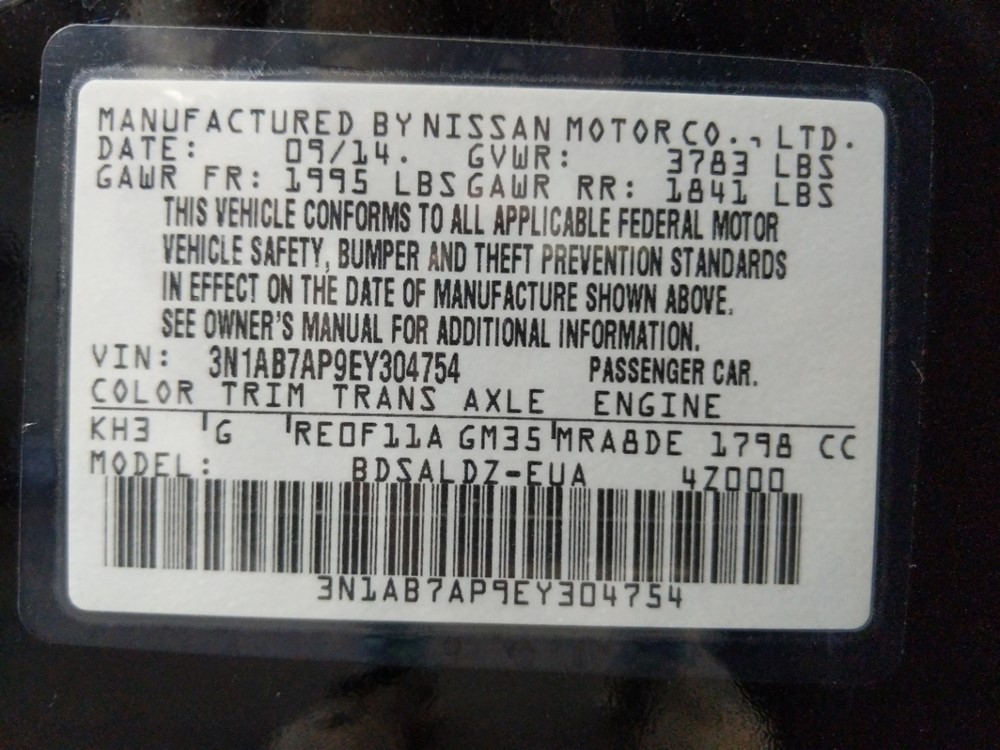 MANUFACTURED BY NISSAN MOTOR CO., LTD.
DATE: 09/14. GVWR: 3783 LBS
GAWR FR: 1995 LBS GAWR RR: 1841 LBS
THIS VEHICLE CONFORMS TO ALL APPLICABLE FEDERAL MOTOR
VEHICLE SAFETY, BUMPER AND THEFT PREVENTION STANDARDS
IN EFFECT ON THE DATE OF MANUFACTURE SHOWN ABOVE.
SEE OWNER'S MANUAL FOR ADDITIONAL INFORMATION.
VIN: 3N1AB7AP9EY304754 PASSENGER CAR.
COLOR TRIM TRANS AXLE ENGINE
KH3 G RE0F11A GM35 MRA8DE 1798 CC
MODEL: BDSALDZ-EUA 4Z000
3N1AB7AP9EY304754